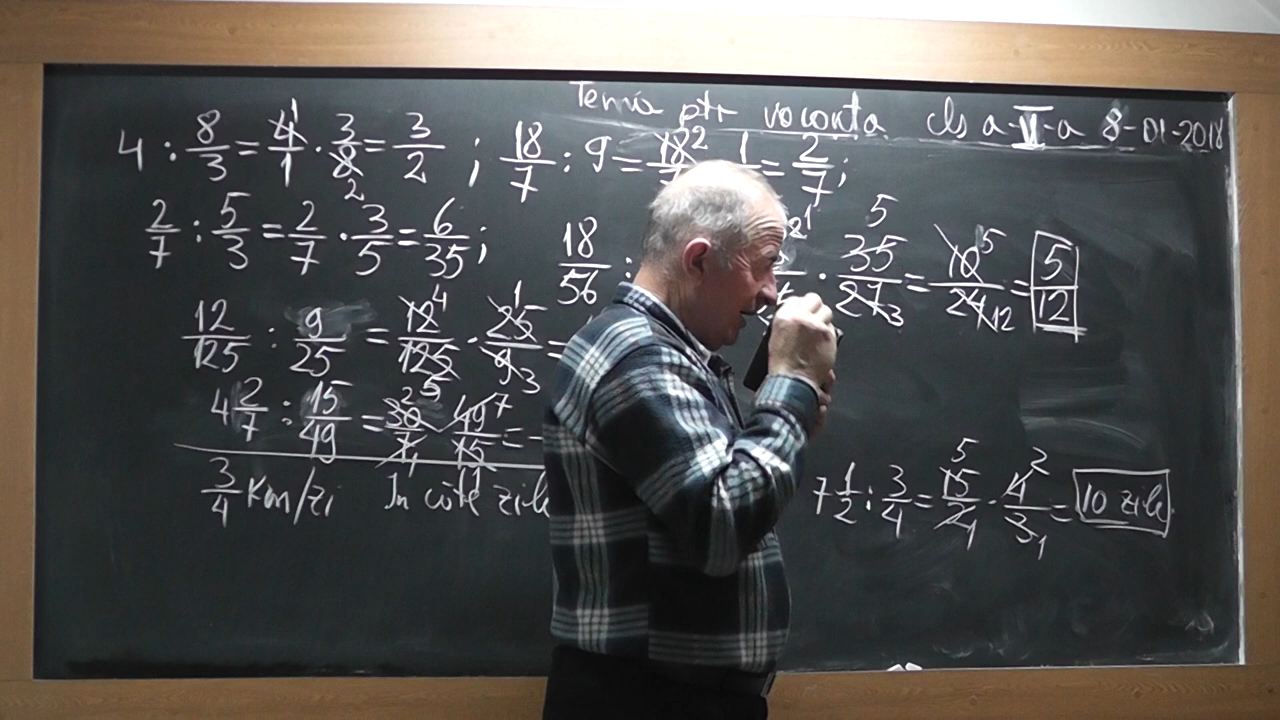 Temă ptr vacanta cls a-VI-a 8-01-2018
4 : 8/3 = 4/1 · 3/8 = 3/2 ; 18/7 : 9 = 18/7 · 1/9 = 2/7 ;
2/7 : 5/3 = 2/7 · 3/5 = 6/35 ;
18/56 : · 35/27 = 10/24 = 5/12
12/125 : 9/25 = 12/125 · 25/9 =
4 2/7 : 15/49 = 30/7 · 49/15 =
3/4 Km/zi In câte zile
7 1/2 : 3/4 = 15/2 · 4/3 = 10 zile